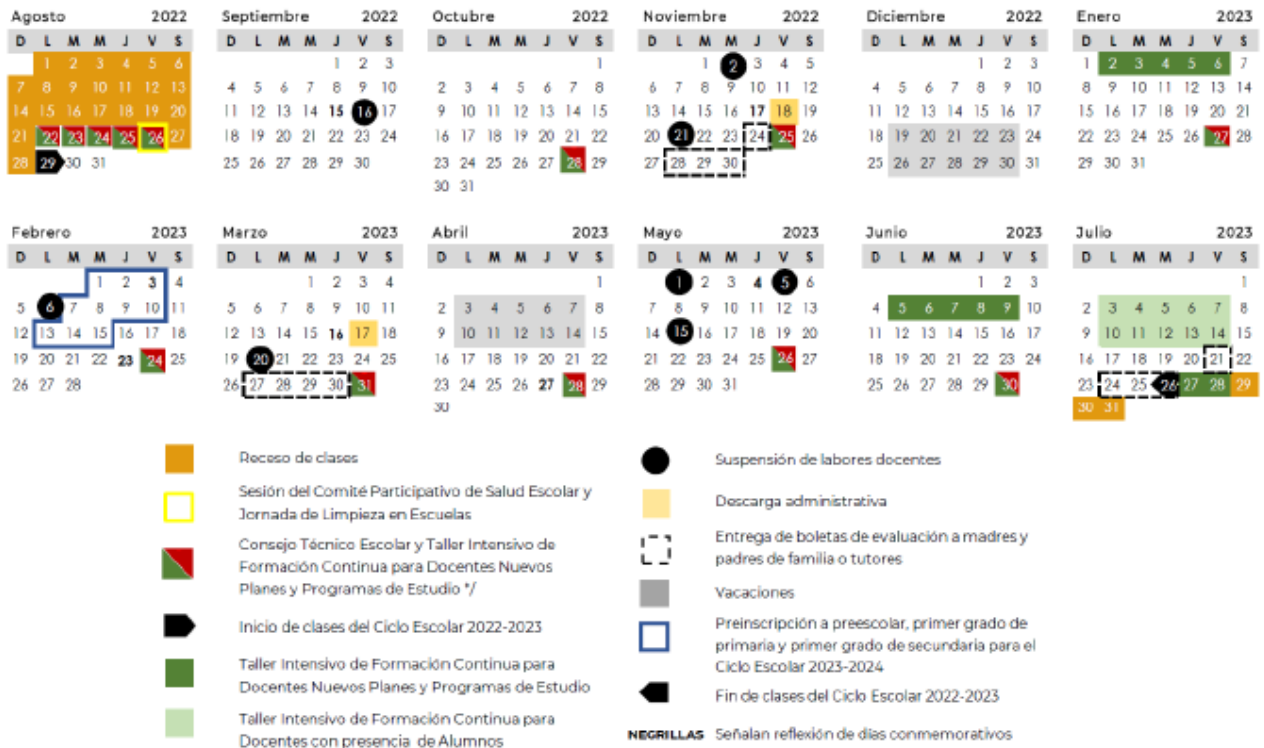 Agosto 2022
D L M M J V S
1 2 3 4 5 6
7 8 9 10 11 12 13
14 15 16 17 18 19 20
21 22 23 24 25 26 27
28 29 30 31
Septiembre 2022
D L M M J V S
1 2 3
4 5 6 7 8 9 10
11 12 13 14 15 16 17
18 19 20 21 22 23 24
25 26 27 28 29 30
Octubre 2022
D L M M J V S
1
2 3 4 5 6 7 8
9 10 11 12 13 14 15
16 17 18 19 20 21 22
23 24 25 26 27 28 29
30 31
Noviembre 2022
D L M M J V S
1 2 3 4 5
6 7 8 9 10 11 12
13 14 15 16 17 18 19
20 21 22 23 24 25 26
27 28 29 30
Diciembre 2022
D L M M J V S
1 2 3
4 5 6 7 8 9 10
11 12 13 14 15 16 17
18 19 20 21 22 23 24
25 26 27 28 29 30 31
Enero 2023
D L M M J V S
1 2 3 4 5 6 7
8 9 10 11 12 13 14
15 16 17 18 19 20 21
22 23 24 25 26 27 28
29 30 31
Febrero 2023
D L M M J V S
1 2 3 4
5 6 7 8 9 10 11
12 13 14 15 16 17 18
19 20 21 22 23 24 25
26 27 28
Marzo 2023
D L M M J V S
1 2 3 4
5 6 7 8 9 10 11
12 13 14 15 16 17 18
19 20 21 22 23 24 25
26 27 28 29 30 31
Abril 2023
D L M M J V S
1
2 3 4 5 6 7 8
9 10 11 12 13 14 15
16 17 18 19 20 21 22
23 24 25 26 27 28 29
30
Mayo 2023
D L M M J V S
1 2 3 4 5 6
7 8 9 10 11 12 13
14 15 16 17 18 19 20
21 22 23 24 25 26 27
28 29 30 31
Junio 2023
D L M M J V S
1 2 3
4 5 6 7 8 9 10
11 12 13 14 15 16 17
18 19 20 21 22 23 24
25 26 27 28 29 30
Julio 2023
D L M M J V S
1
2 3 4 5 6 7 8
9 10 11 12 13 14 15
16 17 18 19 20 21 22
23 24 25 26 27 28 29
30 31
Receso de clases
Sesión del Comité Participativo de Salud Escolar y
Jornada de Limpieza en Escuelas
Consejo Técnico Escolar y Taller Intensivo de
Formación Continua para Docentes Nuevos
Planes y Programas de Estudio */
Inicio de clases del Ciclo Escolar 2022-2023
Taller Intensivo de Formación Continua para
Docentes Nuevos Planes y Programas de Estudio
Taller Intensivo de Formación Continua para
Docentes con presencia de Alumnos
Suspensión de labores docentes
Descarga administrativa
Entrega de boletas de evaluación a madres y
padres de familia o tutores
Vacaciones
Preinscripción a preescolar, primer grado de
primaria y primer grado de secundaria para el
Ciclo Escolar 2023-2024
Fin de clases del Ciclo Escolar 2022-2023
NEGRILLAS Señalan reflexión de días conmemorativos